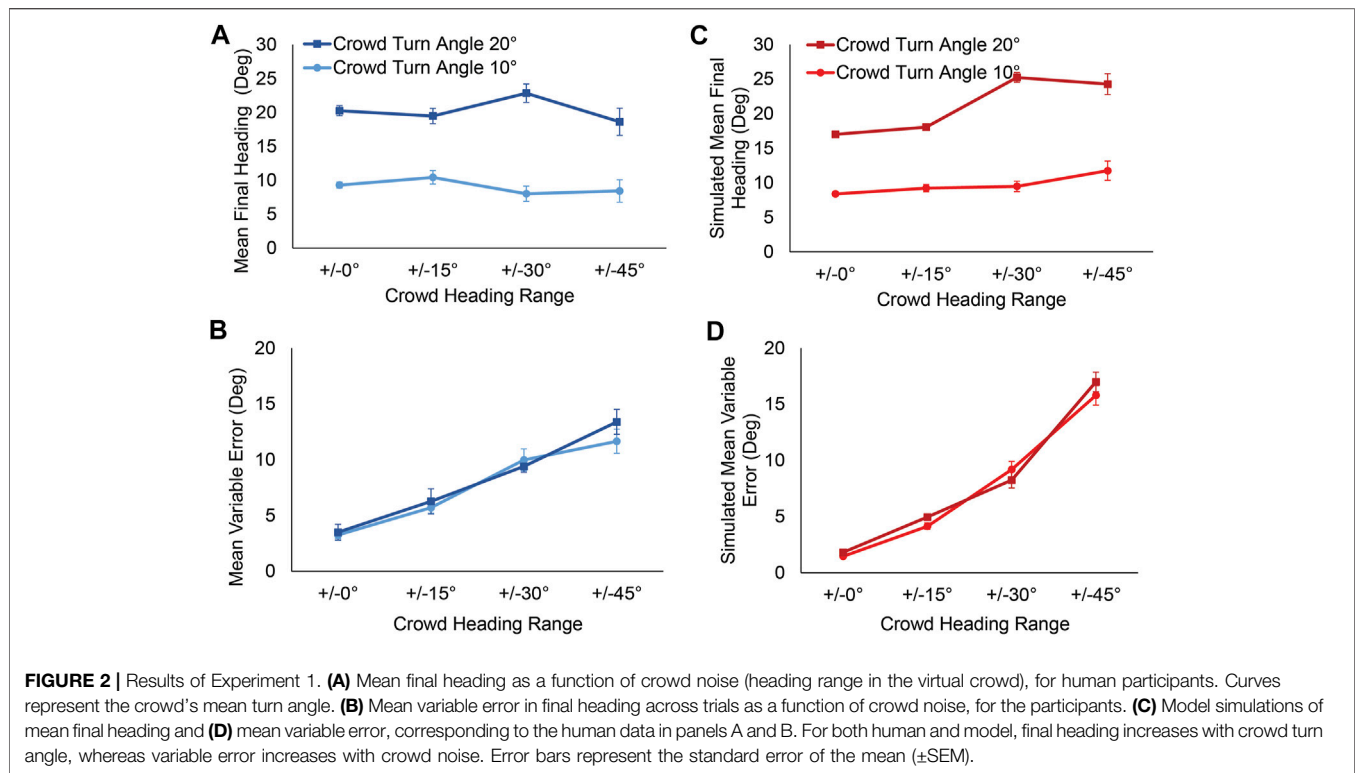 A
30
Crowd Turn Angle 20°
Crowd Turn Angle 10°
25
20
15
10
5
0
Mean Final Heading (Deg)
+/-0° +/-15° +/-30° +/-45°
Crowd Heading Range
C
30
Crowd Turn Angle 20°
Crowd Turn Angle 10°
25
20
15
10
5
0
Simulated Mean Final
Heading (Deg)
+/-0° +/-15° +/-30° +/-45°
Crowd Heading Range
B
20
15
10
5
0
Mean Variable Error (Deg)
+/-0° +/-15° +/-30° +/-45°
Crowd Heading Range
D
20
15
10
5
0
Simulated Mean Variable
Error (Deg)
+/-0° +/-15° +/-30° +/-45°
Crowd Heading Range
FIGURE 2 | Results of Experiment 1. (A) Mean final heading as a function of crowd noise (heading range in the virtual crowd), for human participants. Curves
represent the crowd's mean turn angle. (B) Mean variable error in final heading across trials as a function of crowd noise, for the participants. (C) Model simulations of
mean final heading and (D) mean variable error, corresponding to the human data in panels A and B. For both human and model, final heading increases with crowd turn
angle, whereas variable error increases with crowd noise. Error bars represent the standard error of the mean (±SEM).